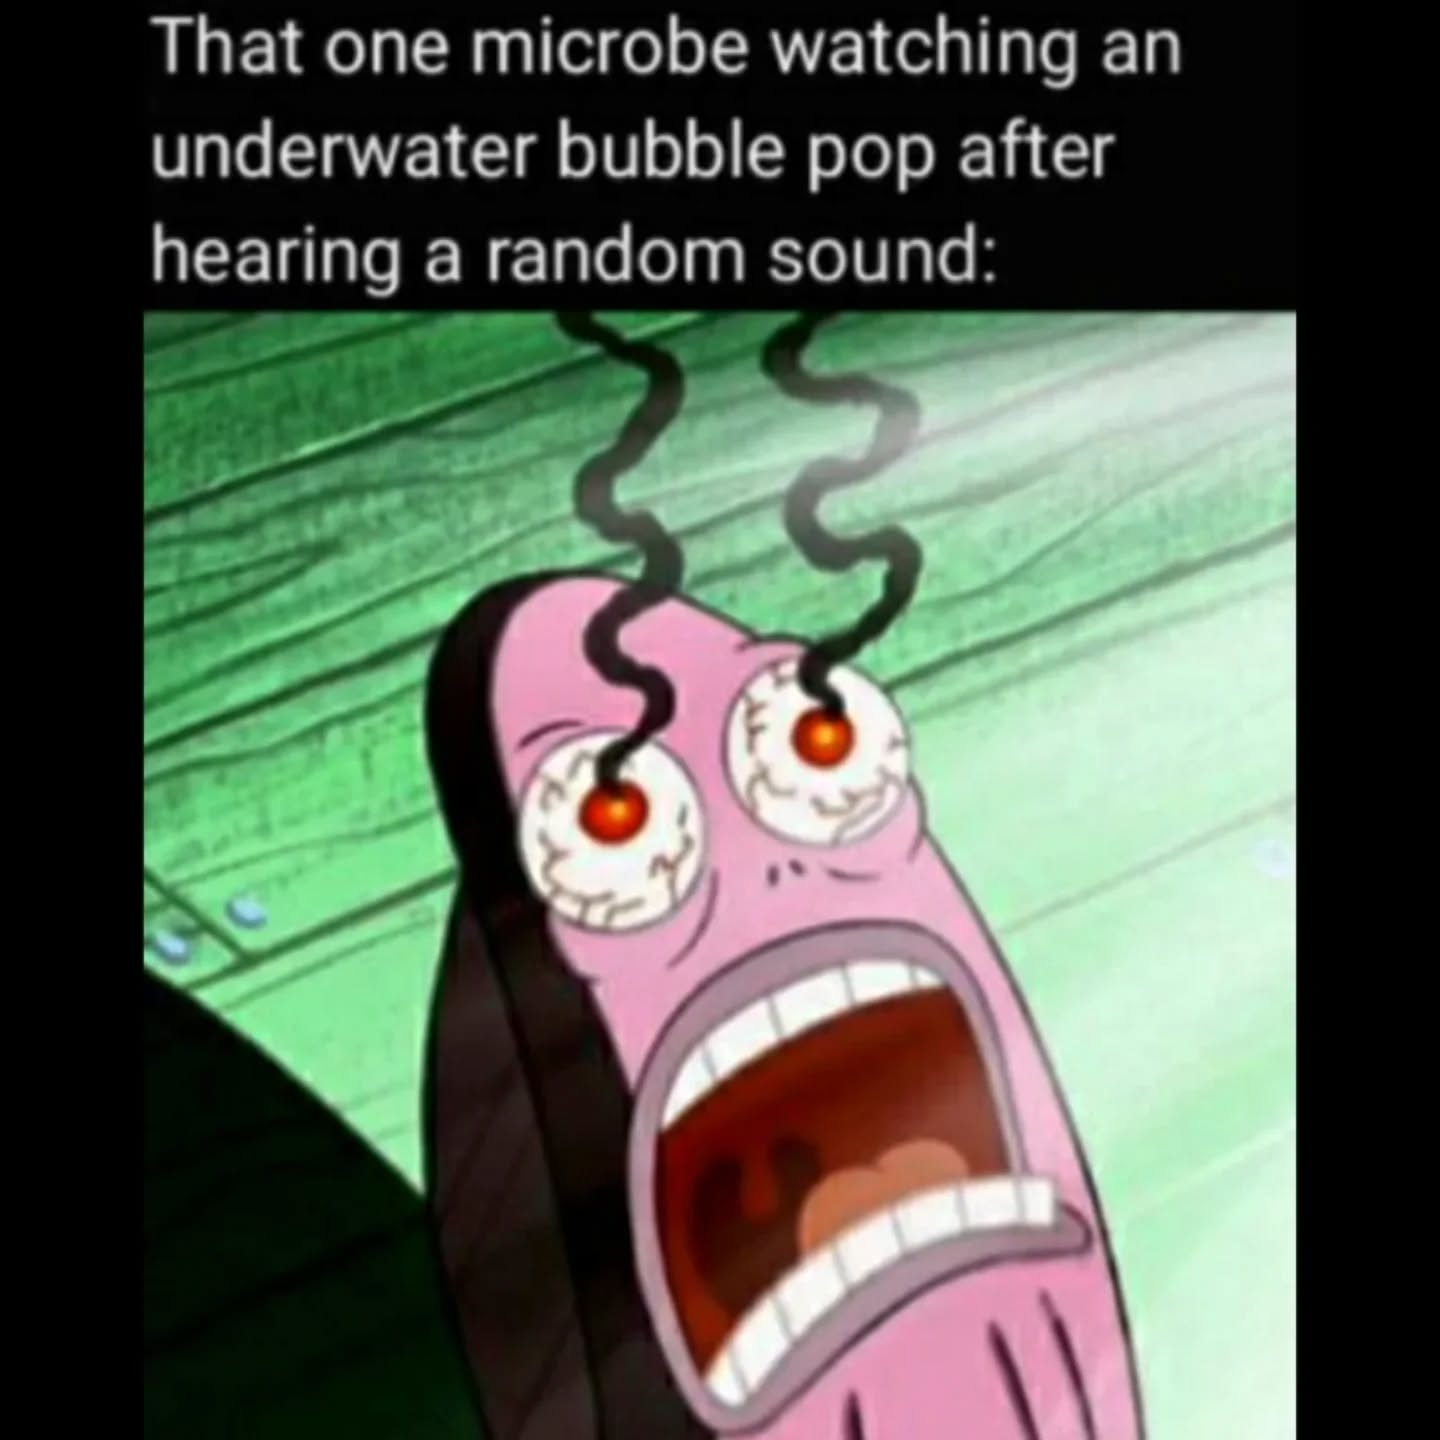 That one microbe watching an
underwater bubble pop after
hearing a random sound: